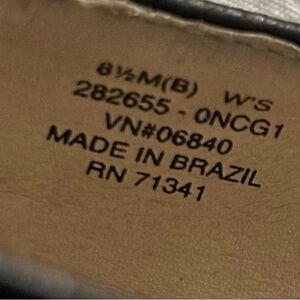 8½M(B) W'S
282655 - 0NCG1
VN#06840
MADE IN BRAZIL
RN 71341